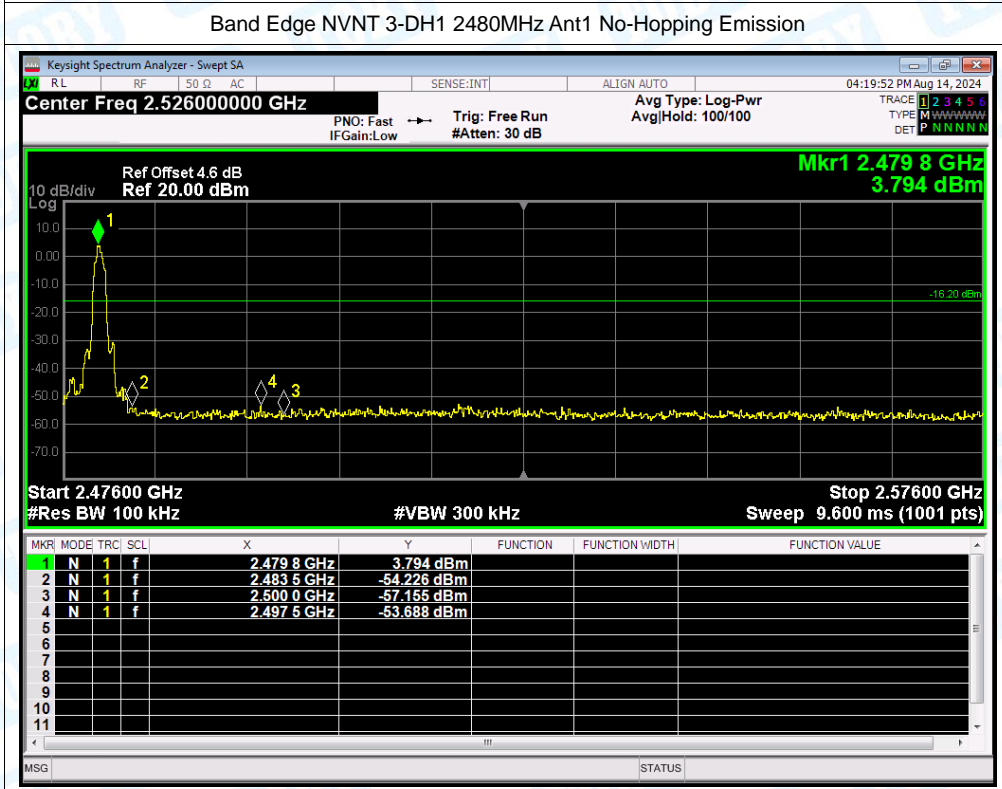 Band Edge NVNT 3-DH1 2480MHz Ant1 No-Hopping Emission
Keysight Spectrum Analyzer - Swept SA
LXI RL RF 50 Ω AC SENSE:INT ALIGN AUTO 04:19:52 PM Aug 14, 2024
Center Freq 2.526000000 GHz
PNO: Fast
IFGain:Low
Trig: Free Run
#Atten: 30 dB
Avg Type: Log-Pwr
Avg|Hold: 100/100
TRACE 1 2 3 4 5 6
TYPE M WWWWW
DET P N N N N N
Mkr1 2.479 8 GHz
3.794 dBm
Ref Offset 4.6 dB
10 dB/div Ref 20.00 dBm
Log
10.0
0.00
-10.0
-20.0
-30.0
-40.0
-50.0
-60.0
-70.0
1
-16.20 dBm
2
4
3
Start 2.47600 GHz Stop 2.57600 GHz
#Res BW 100 kHz #VBW 300 kHz Sweep 9.600 ms (1001 pts)
MKR MODE TRC SCL X Y FUNCTION FUNCTION WIDTH FUNCTION VALUE
1 N 1 f 2.479 8 GHz 3.794 dBm
2 N 1 f 2.483 5 GHz -54.226 dBm
3 N 1 f 2.500 0 GHz -57.155 dBm
4 N 1 f 2.497 5 GHz -53.688 dBm
5
6
7
8
9
10
11
MSG STATUS